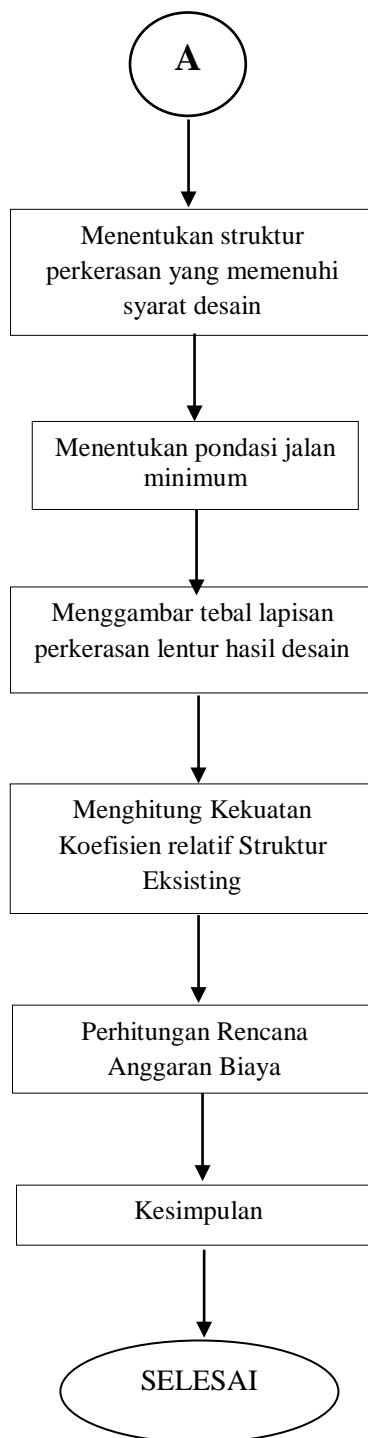 A
Menentukan struktur
perkerasan yang memenuhi
syarat desain
Menentukan pondasi jalan
minimum
Menggambar tebal lapisan
perkerasan lentur hasil desain
Menghitung Kekuatan
Koefisien relatif Struktur
Eksisting
Perhitungan Rencana
Anggaran Biaya
Kesimpulan
SELESAI